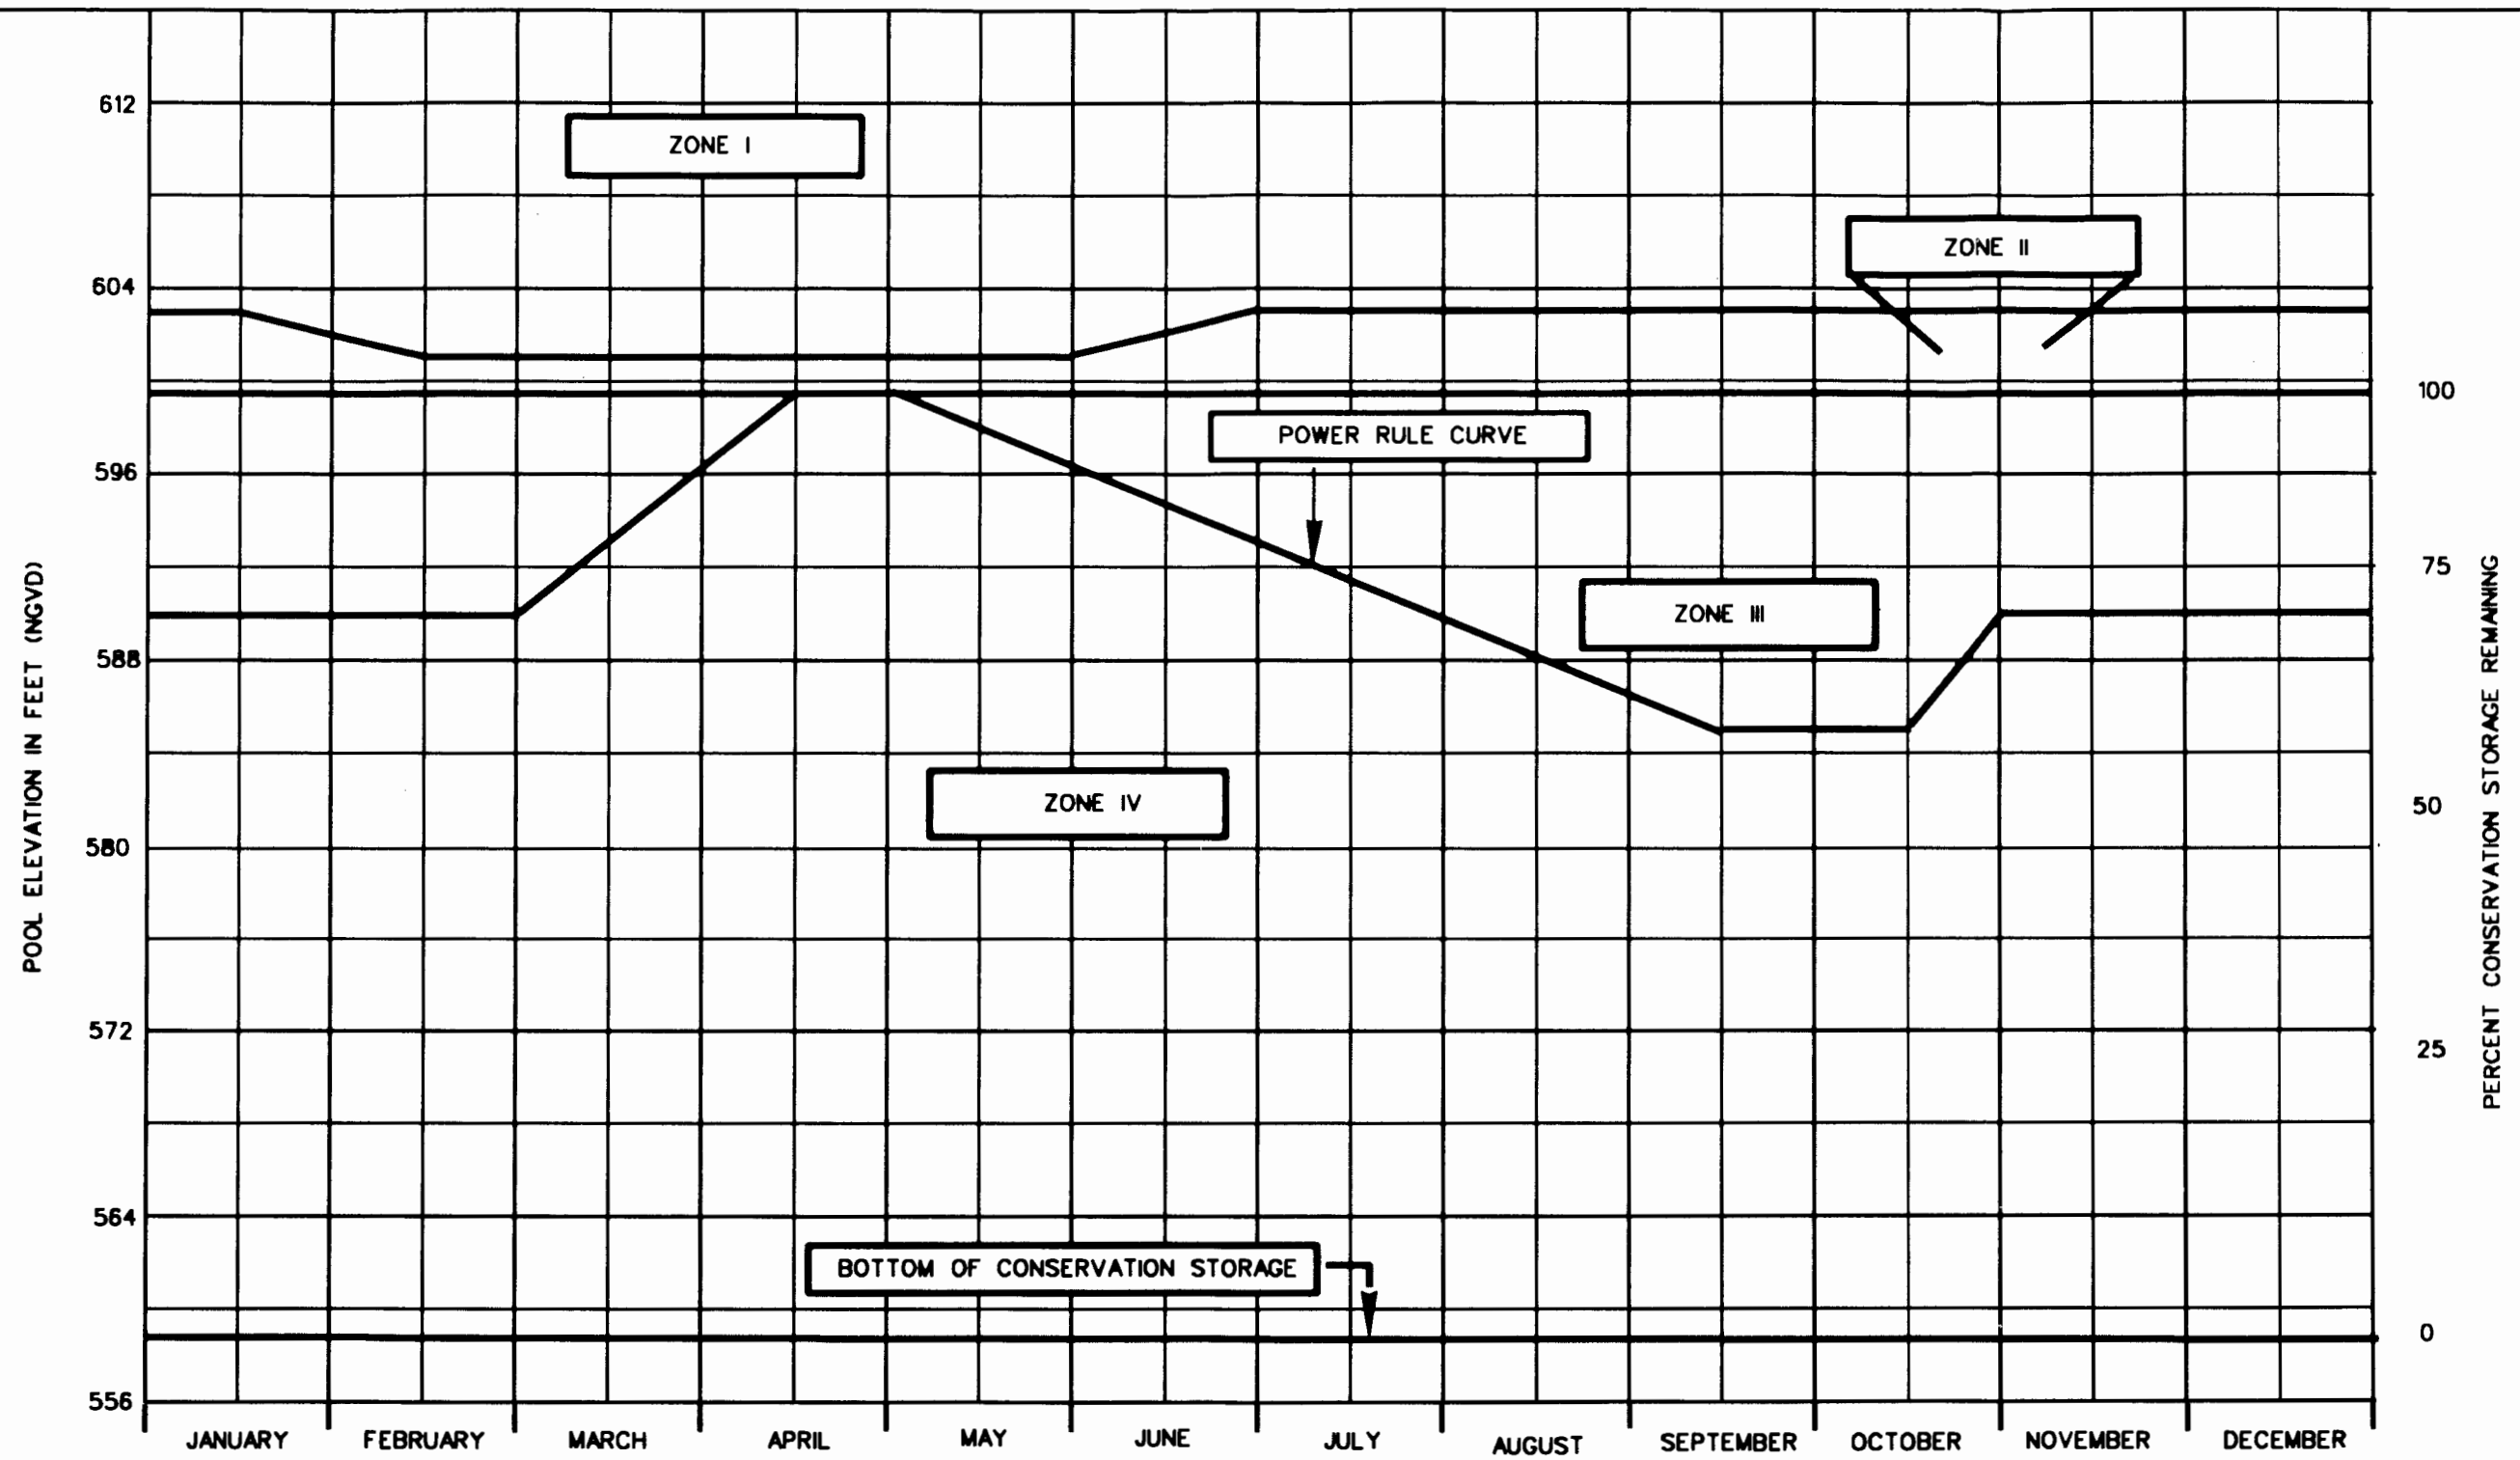 612
ZONE I
ZONE II
604
100
POWER RULE CURVE
596
75
ZONE III
588
POOL ELEVATION IN FEET (NGVD)
PERCENT CONSERVATION STORAGE REMAINING
ZONE IV
50
580
572
25
564
BOTTOM OF CONSERVATION STORAGE
0
556
JANUARY FEBRUARY MARCH APRIL MAY JUNE JULY AUGUST SEPTEMBER OCTOBER NOVEMBER DECEMBER